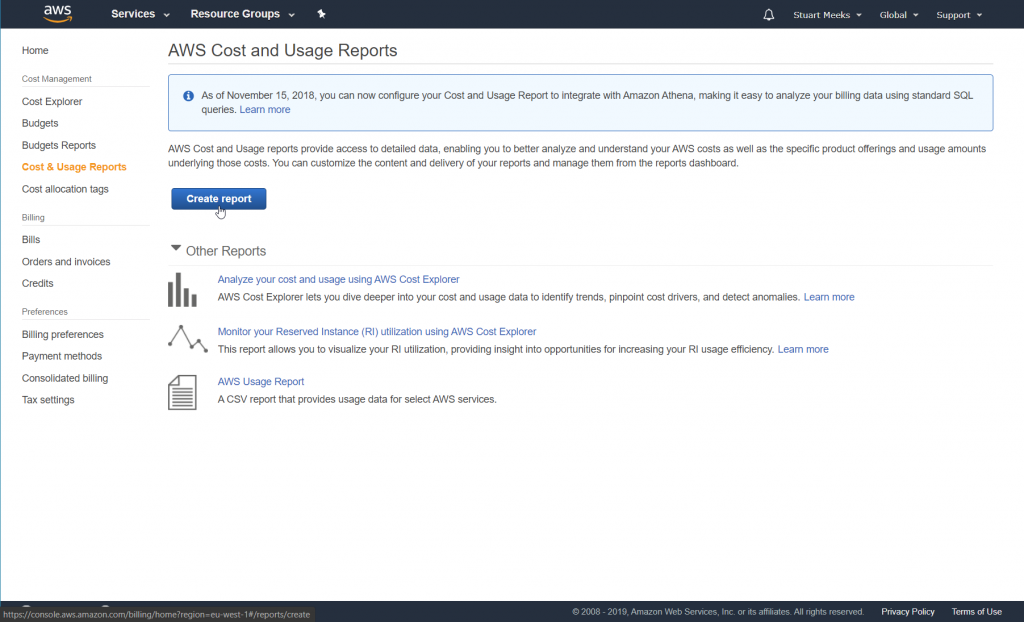 aws
Services
Resource Groups
Stuart Meeks
Global
Support
Home
Cost Management
Cost Explorer
Budgets
Budgets Reports
Cost & Usage Reports
Cost allocation tags
Billing
Bills
Orders and invoices
Credits
Preferences
Billing preferences
Payment methods
Consolidated billing
Tax settings
AWS Cost and Usage Reports
As of November 15, 2018, you can now configure your Cost and Usage Report to integrate with Amazon Athena, making it easy to analyze your billing data using standard SQL
queries. Learn more
AWS Cost and Usage reports provide access to detailed data, enabling you to better analyze and understand your AWS costs as well as the specific product offerings and usage amounts
underlying those costs. You can customize the content and delivery of your reports and manage them from the reports dashboard.
Create report
Other Reports
Analyze your cost and usage using AWS Cost Explorer
AWS Cost Explorer lets you dive deeper into your cost and usage data to identify trends, pinpoint cost drivers, and detect anomalies. Learn more
Monitor your Reserved Instance (RI) utilization using AWS Cost Explorer
This report allows you to visualize your RI utilization, providing insight into opportunities for increasing your RI usage efficiency. Learn more
AWS Usage Report
A CSV report that provides usage data for select AWS services.
https://console.aws.amazon.com/billing/home?region=eu-west-1#/reports/create
© 2008 - 2019, Amazon Web Services, Inc. or its affiliates. All rights reserved.
Privacy Policy
Terms of Use